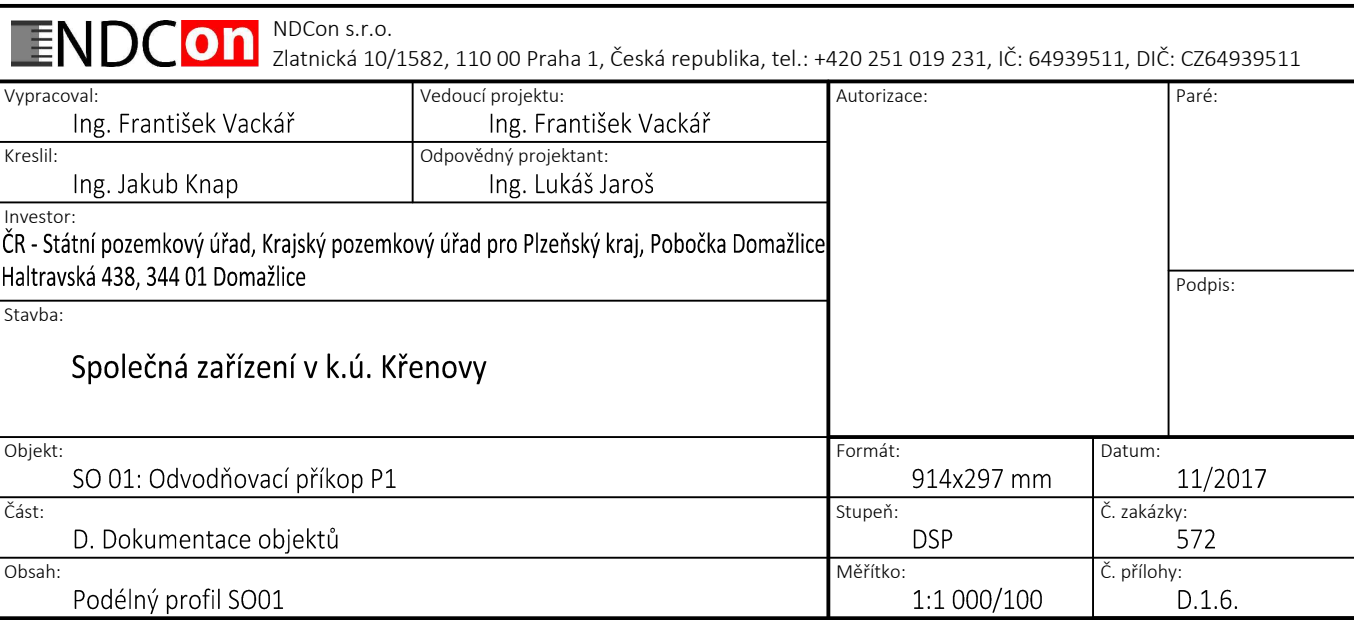 NDCon
NDCon s.r.o.
Zlatnická 10/1582, 110 00 Praha 1, Česká republika, tel.: +420 251 019 231, IČ: 64939511, DIČ: CZ64939511
Vypracoval:
Ing. František Vackář
Vedoucí projektu:
Ing. František Vackář
Autorizace:
Paré:
Kreslil:
Ing. Jakub Knap
Odpovědný projektant:
Ing. Lukáš Jaroš
Investor:
ČR - Státní pozemkový úřad, Krajský pozemkový úřad pro Plzeňský kraj, Pobočka Domažlice
Haltravská 438, 344 01 Domažlice
Podpis:
Stavba:
Společná zařízení v k.ú. Křenovy
Objekt:
SO 01: Odvodňovací příkop P1
Formát:
914x297 mm
Datum:
11/2017
Část:
D. Dokumentace objektů
Stupeň:
DSP
Č. zakázky:
572
Obsah:
Podélný profil SO01
Měřítko:
1:1 000/100
Č. přílohy:
D.1.6.